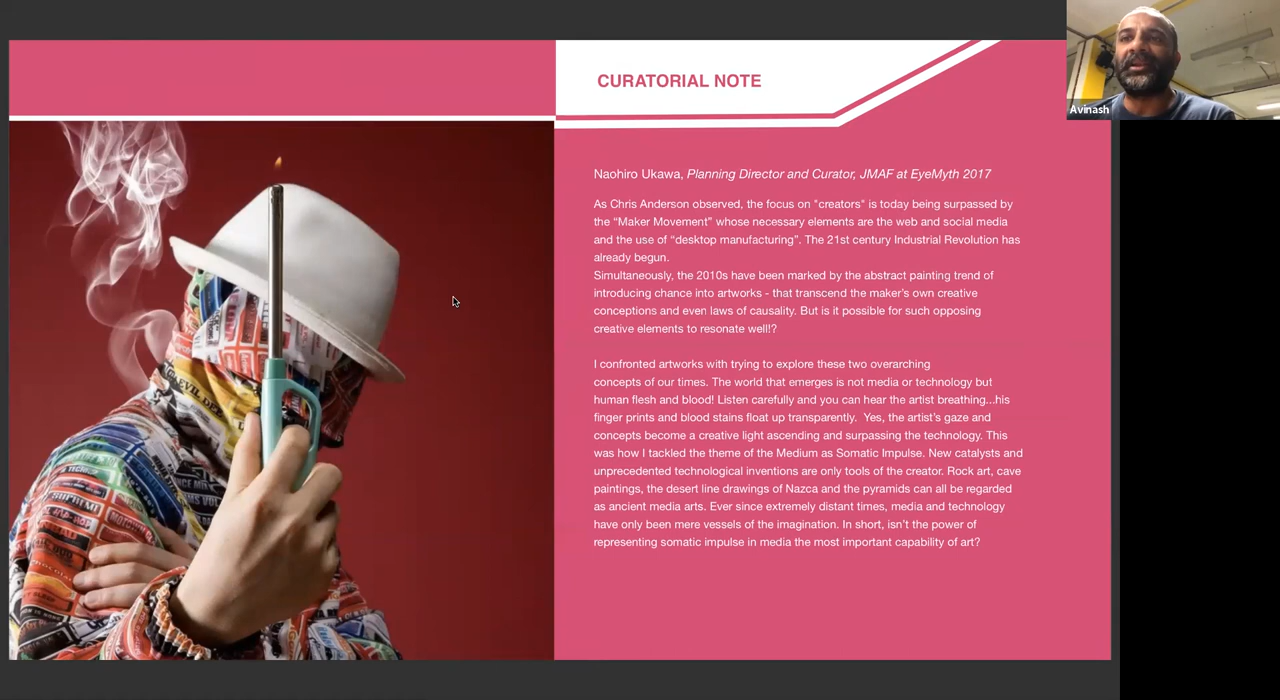 CURATORIAL NOTE
Avinash
Naohiro Ukawa, Planning Director and Curator, JMAF at EyeMyth 2017
As Chris Anderson observed, the focus on "creators" is today being surpassed by
the “Maker Movement” whose necessary elements are the web and social media
and the use of “desktop manufacturing”. The 21st century Industrial Revolution has
already begun.
Simultaneously, the 2010s have been marked by the abstract painting trend of
introducing chance into artworks - that transcend the maker’s own creative
conceptions and even laws of causality. But is it possible for such opposing
creative elements to resonate well!?
I confronted artworks with trying to explore these two overarching
concepts of our times. The world that emerges is not media or technology but
human flesh and blood! Listen carefully and you can hear the artist breathing...his
finger prints and blood stains float up transparently.  Yes, the artist’s gaze and
concepts become a creative light ascending and surpassing the technology. This
was how I tackled the theme of the Medium as Somatic Impulse. New catalysts and
unprecedented technological inventions are only tools of the creator. Rock art, cave
paintings, the desert line drawings of Nazca and the pyramids can all be regarded
as ancient media arts. Ever since extremely distant times, media and technology
have only been mere vessels of the imagination. In short, isn’t the power of
representing somatic impulse in media the most important capability of art?